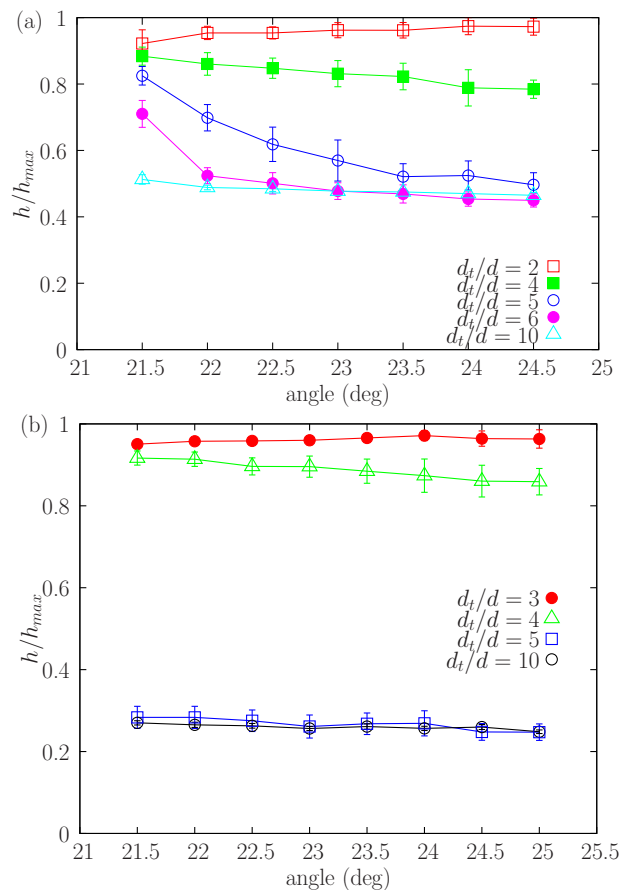 (a)
1
0.8
0.6
0.4
0.2
0
h/h_max
d_t/d = 2
d_t/d = 4
d_t/d = 5
d_t/d = 6
d_t/d = 10
21 21.5 22 22.5 23 23.5 24 24.5 25
angle (deg)
(b)
1
0.8
0.6
0.4
0.2
0
h/h_max
d_t/d = 3
d_t/d = 4
d_t/d = 5
d_t/d = 10
21 21.5 22 22.5 23 23.5 24 24.5 25 25.5
angle (deg)